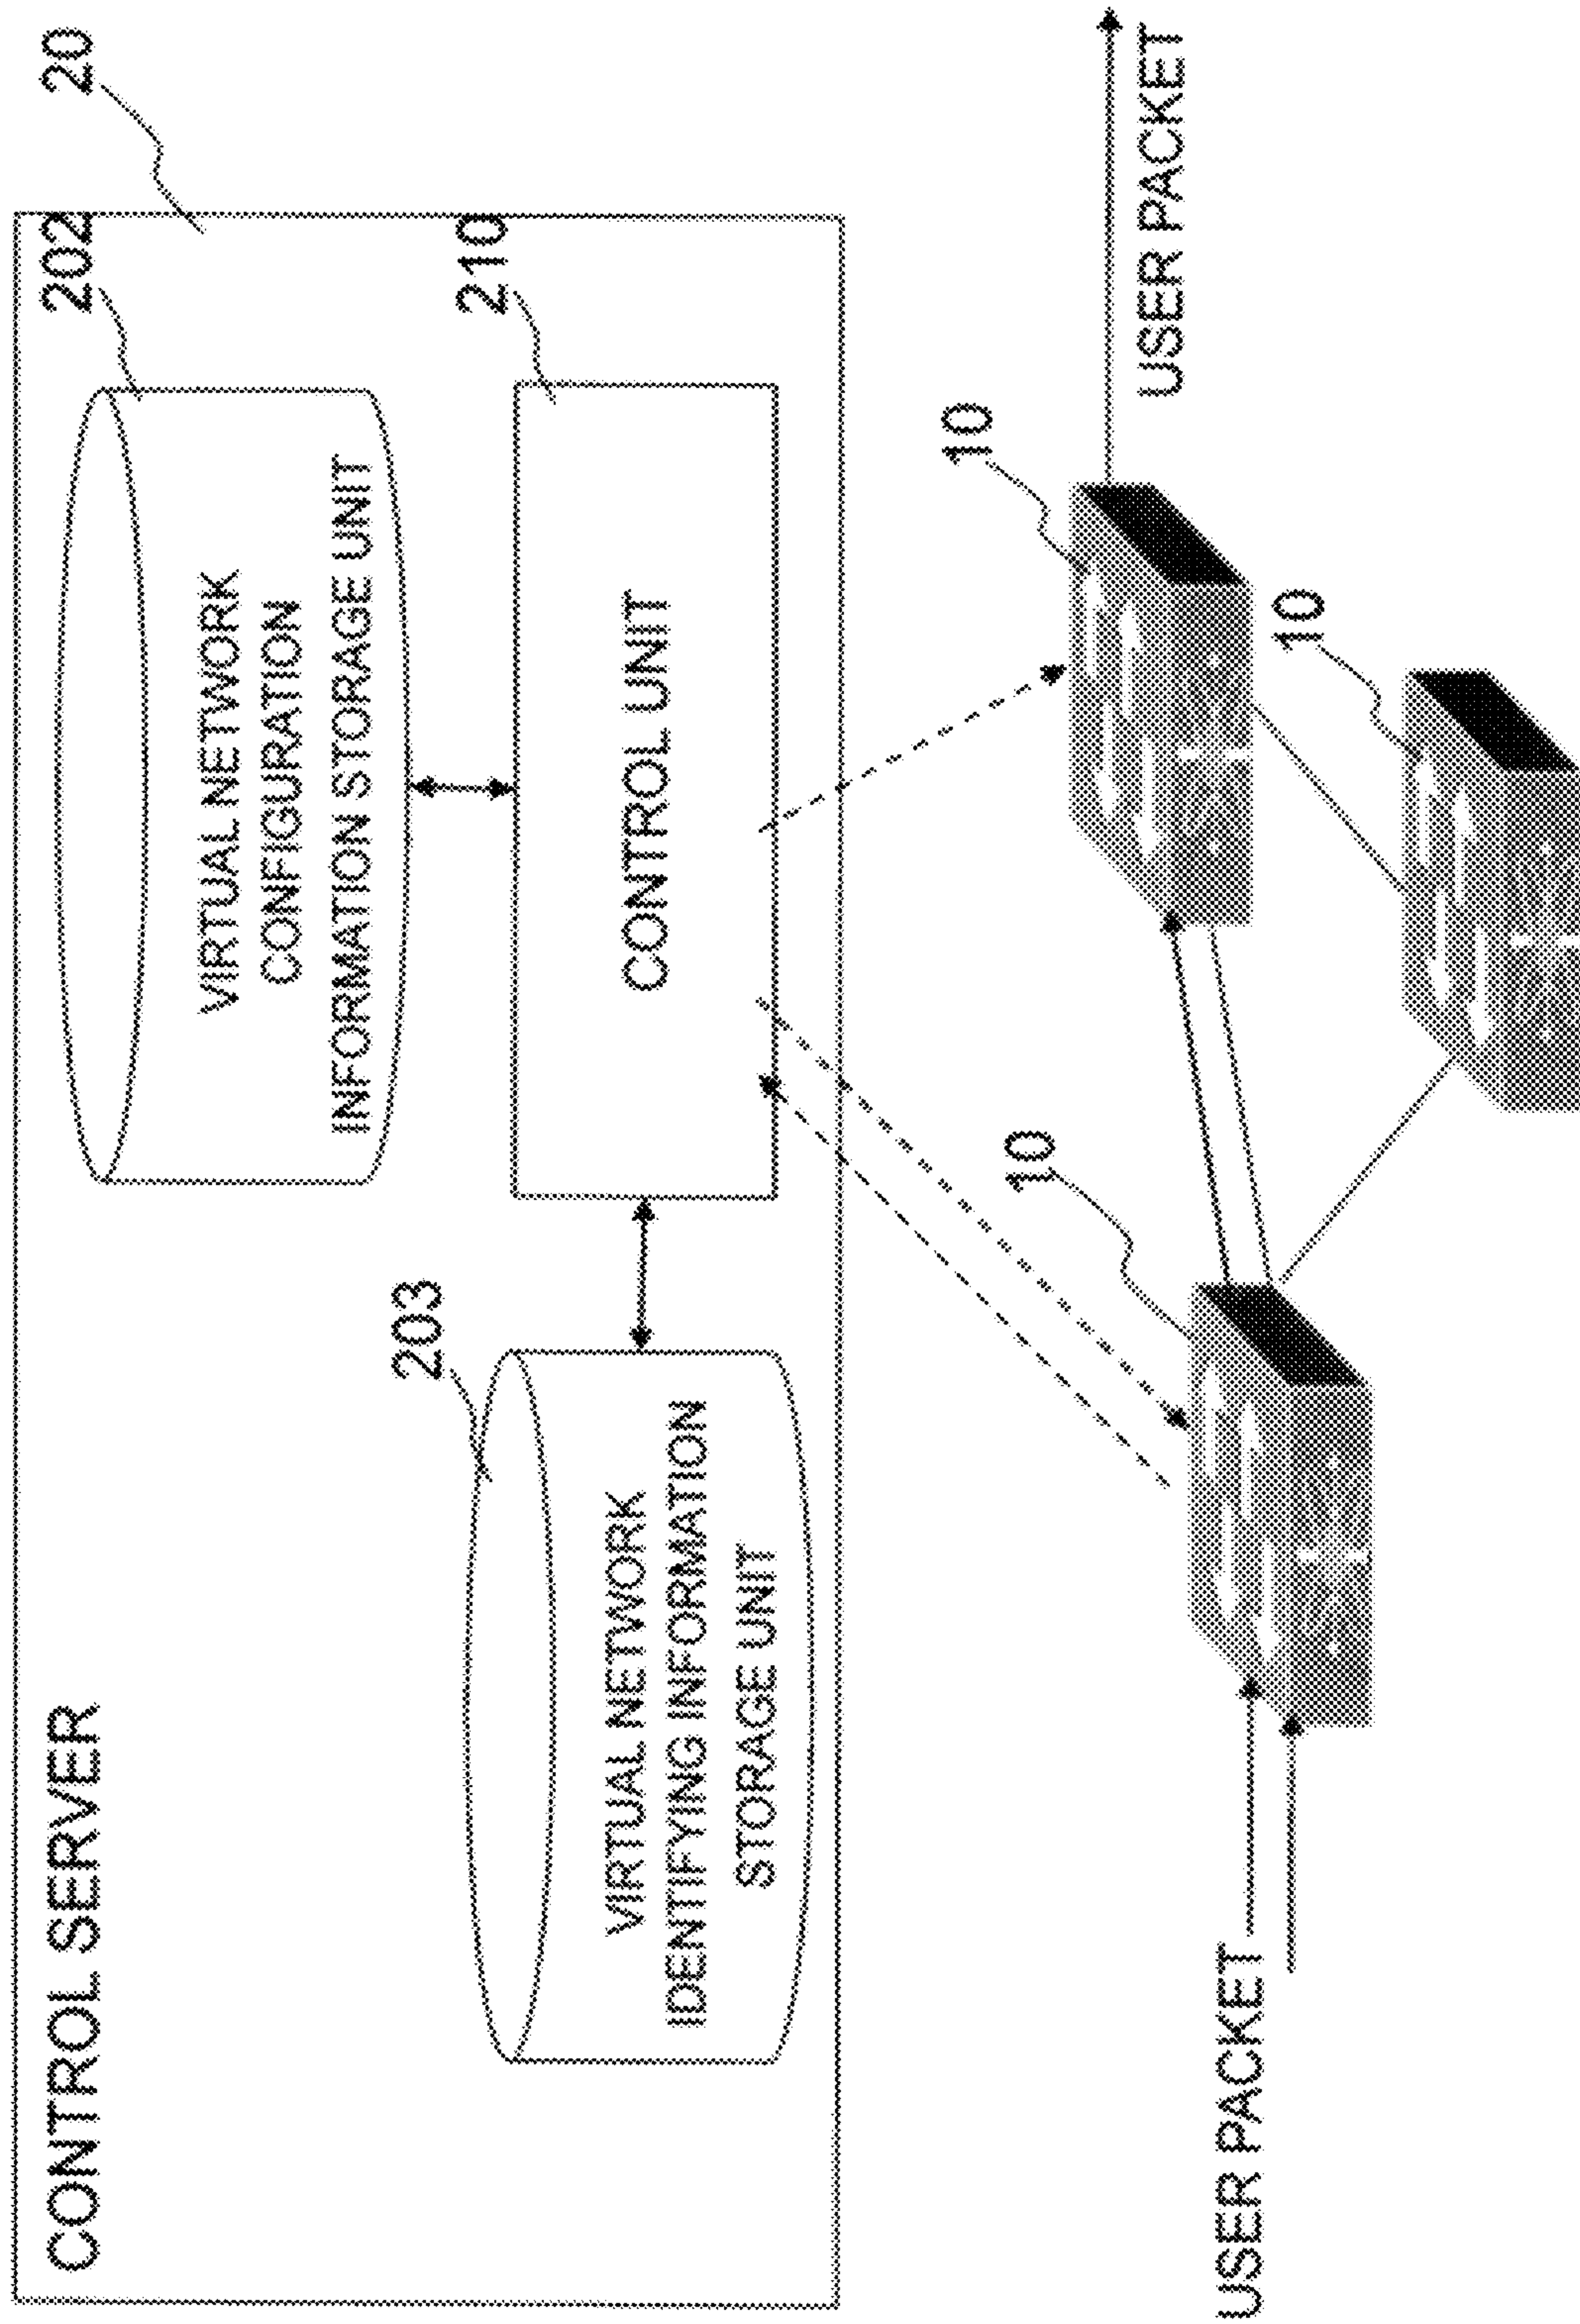 CONTROL SERVER
20
202
VIRTUAL NETWORK
CONFIGURATION
INFORMATION STORAGE UNIT
203
VIRTUAL NETWORK
IDENTIFYING INFORMATION
STORAGE UNIT
210
CONTROL UNIT
10
10
10
USER PACKET
USER PACKET